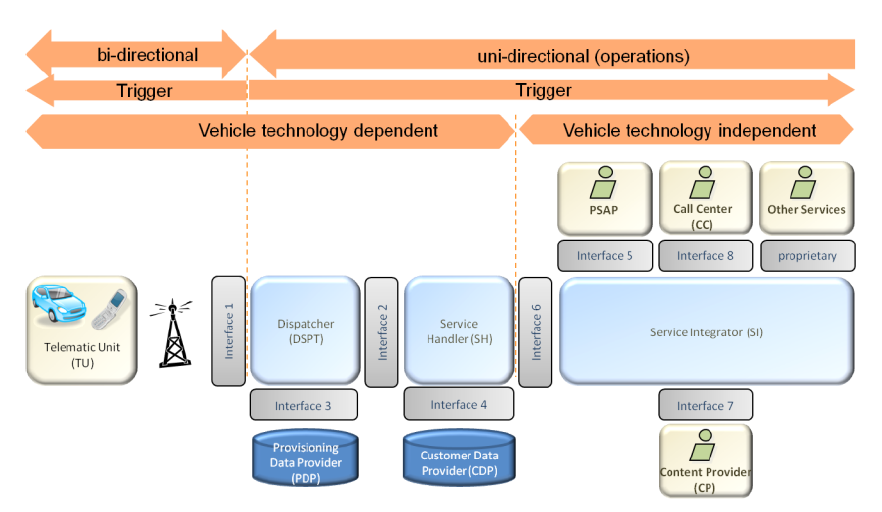 bi-directional
uni-directional (operations)
Trigger
Trigger
Vehicle technology dependent
Vehicle technology independent
PSAP
Call Center
(CC)
Other Services
Interface 5
Interface 8
proprietary
Telematic Unit
(TU)
Interface 1
Dispatcher
(DSPT)
Interface 2
Service
Handler (SH)
Interface 6
Service Integrator (SI)
Interface 3
Interface 4
Interface 7
Provisioning
Data Provider
(PDP)
Customer Data
Provider (CDP)
Content Provider
(CP)